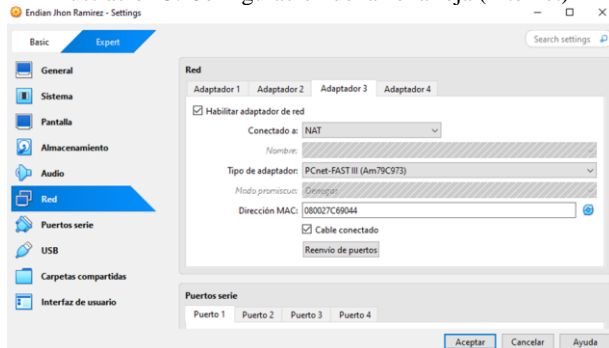 Endian Jhon Ramirez - Settings
Basic Expert
Search settings
General
Sistema
Pantalla
Almacenamiento
Audio
Red
Puertos serie
USB
Carpetas compartidas
Interfaz de usuario
Red
Adaptador 1 Adaptador 2 Adaptador 3 Adaptador 4
Habilitar adaptador de red
Conectado a: NAT
Nombre:
Tipo de adaptador: PCnet-FAST III (Am79C973)
Modo promiscuo: Denegar
Dirección MAC: 080027C69044
Cable conectado
Reenvío de puertos
Puertos serie
Puerto 1 Puerto 2 Puerto 3 Puerto 4
Aceptar Cancelar Ayuda